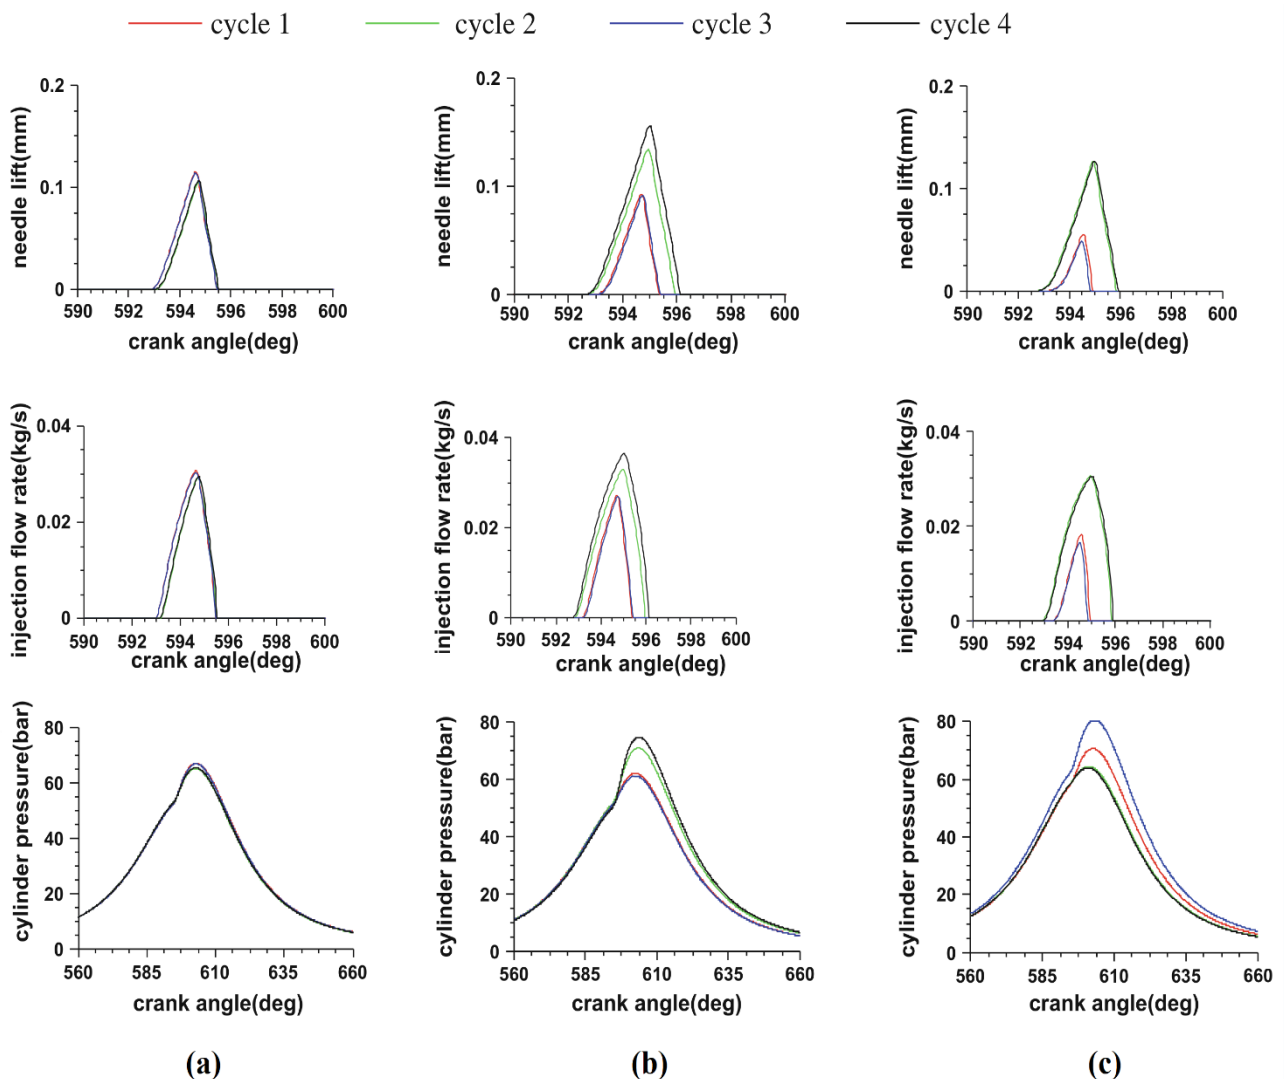 cycle 1 cycle 2 cycle 3 cycle 4
needle lift(mm)
0.2
0.1
0
590 592 594 596 598 600
crank angle(deg)
needle lift(mm)
0.2
0.1
0
590 592 594 596 598 600
crank angle(deg)
needle lift(mm)
0.2
0.1
0
590 592 594 596 598 600
crank angle(deg)
injection flow rate(kg/s)
0.04
0.02
0
590 592 594 596 598 600
crank angle(deg)
injection flow rate(kg/s)
0.04
0.02
0
590 592 594 596 598 600
crank angle(deg)
injection flow rate(kg/s)
0.04
0.02
0
590 592 594 596 598 600
crank angle(deg)
cylinder pressure(bar)
80
60
40
20
0
560 585 610 635 660
crank angle(deg)
cylinder pressure(bar)
80
60
40
20
0
560 585 610 635 660
crank angle(deg)
cylinder pressure(bar)
80
60
40
20
0
560 585 610 635 660
crank angle(deg)
(a) (b) (c)